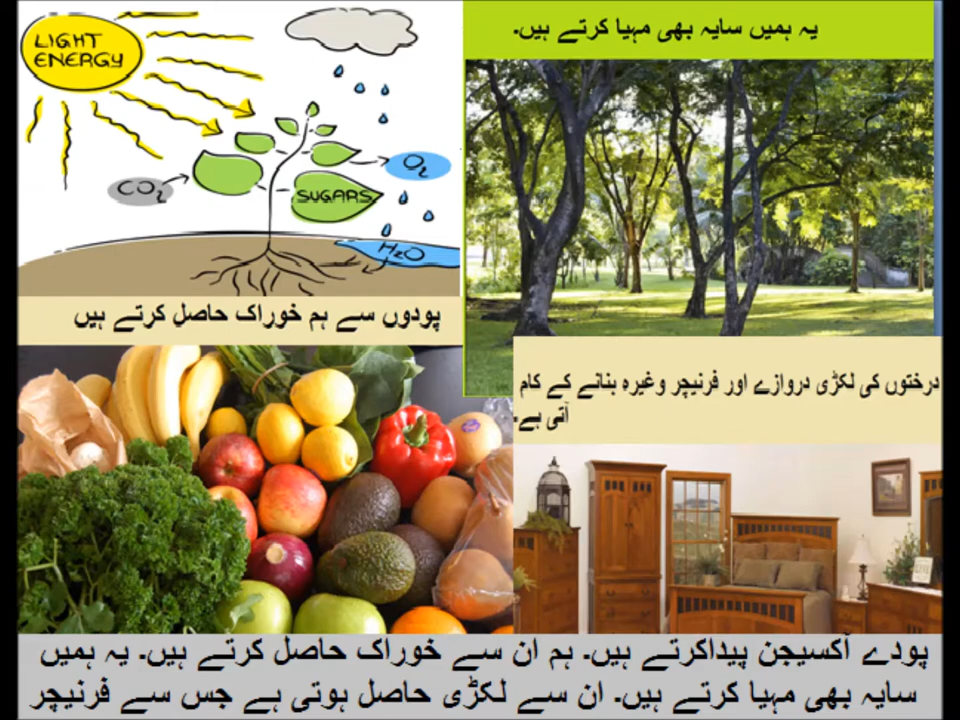 LIGHT
ENERGY
CO₂
O₂
SUGARS
H₂O
یہ ہمیں سایہ بھی مہیا کرتے ہیں۔
پودوں سے ہم خوراک حاصل کرتے ہیں
درختوں کی لکڑی دروازے اور فرنیچر وغیرہ بنانے کے کام
آتی ہے۔
پودے آکسیجن پیداکرتے ہیں۔ ہم ان سے خوراک حاصل کرتے ہیں۔ یہ ہمیں
سایہ بھی مہیا کرتے ہیں۔ ان سے لکڑی حاصل ہوتی ہے جس سے فرنیچر